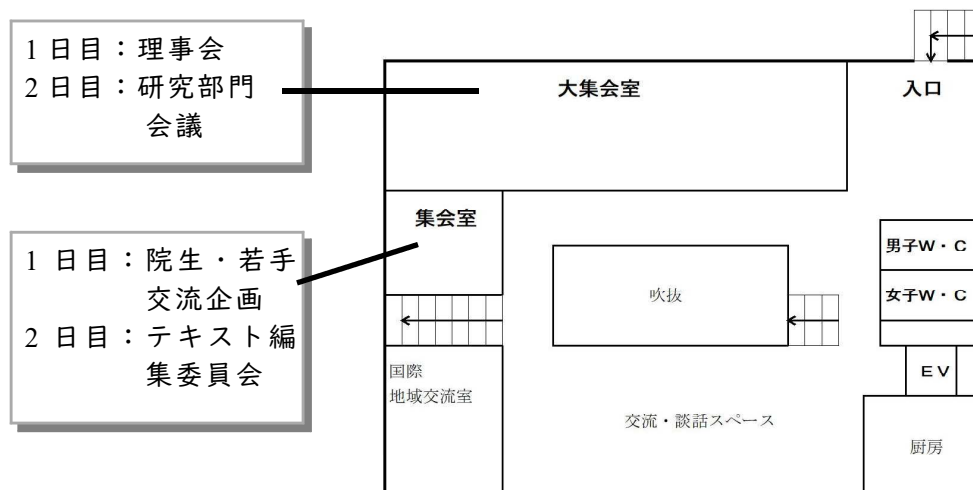 1 日目：理事会
2 日目：研究部門
会議
大集会室
入口
1 日目：院生・若手
交流企画
2 日目：テキスト編
集委員会
集会室
男子W・C
吹抜
女子W・C
国際
地域交流室
EV
交流・談話スペース
厨房